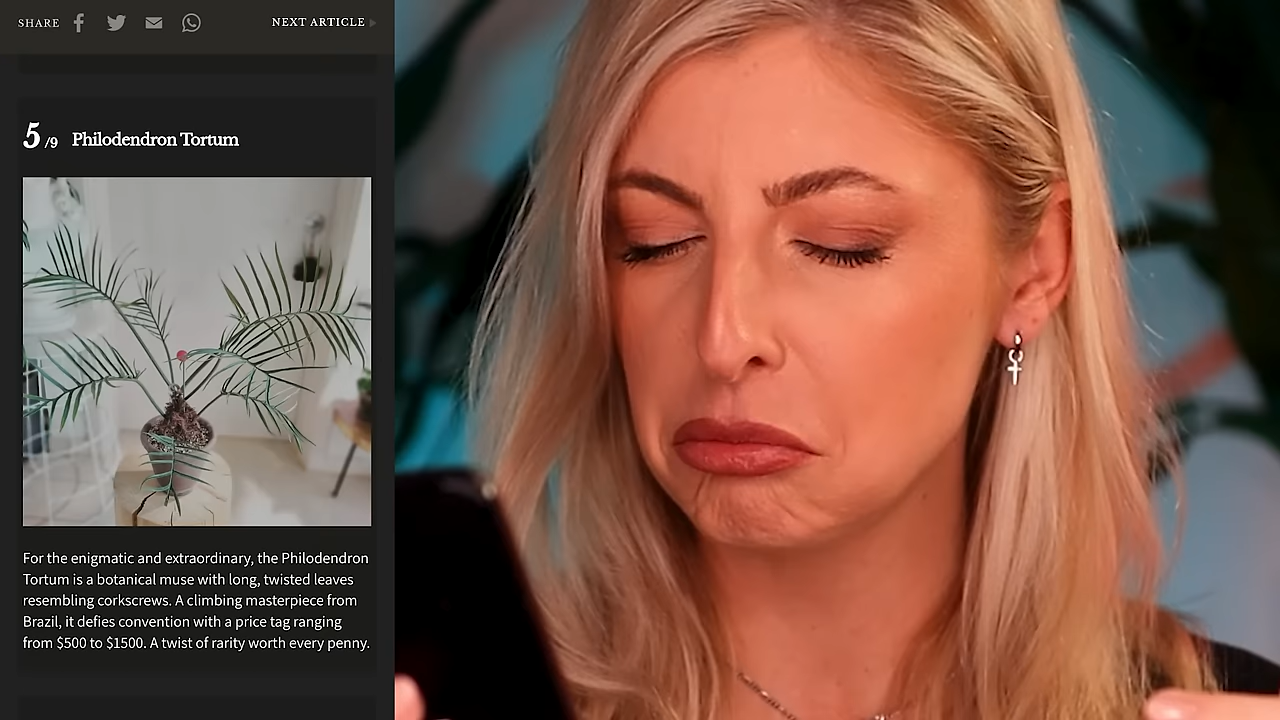 SHARE
NEXT ARTICLE
5/9 Philodendron Tortum
For the enigmatic and extraordinary, the Philodendron
Tortum is a botanical muse with long, twisted leaves
resembling corkscrews. A climbing masterpiece from
Brazil, it defies convention with a price tag ranging
from $500 to $1500. A twist of rarity worth every penny.